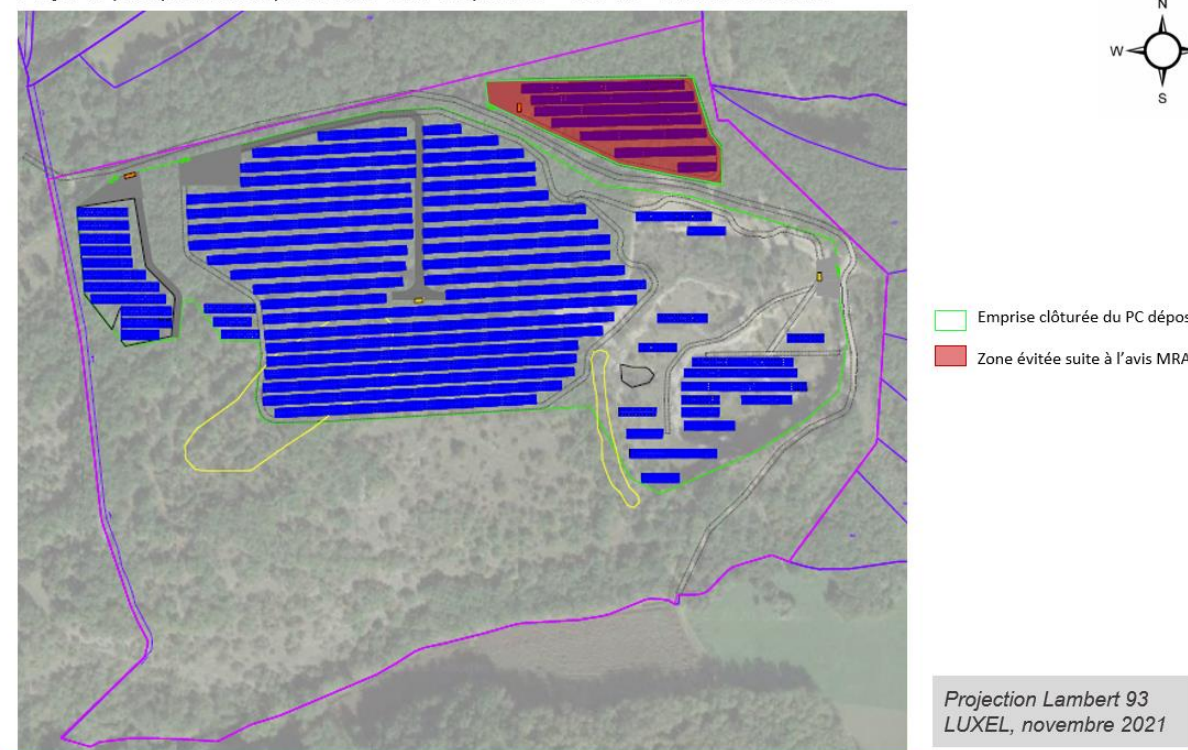 N
W
S
Emprise clôturée du PC dépos
Zone évitée suite à l'avis MRA
Projection Lambert 93
LUXEL, novembre 2021